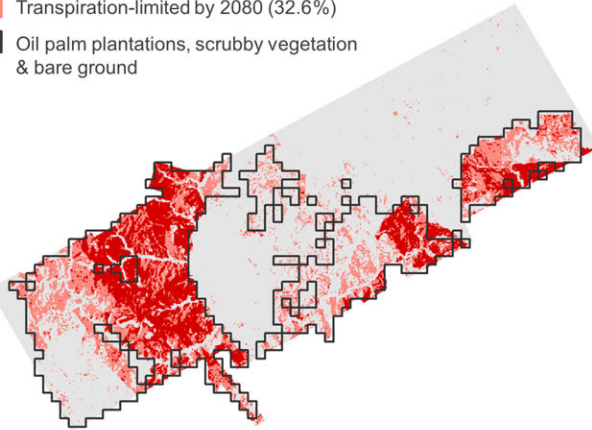 Transpiration-limited by 2080 (32.6%)
Oil palm plantations, scrubby vegetation
& bare ground